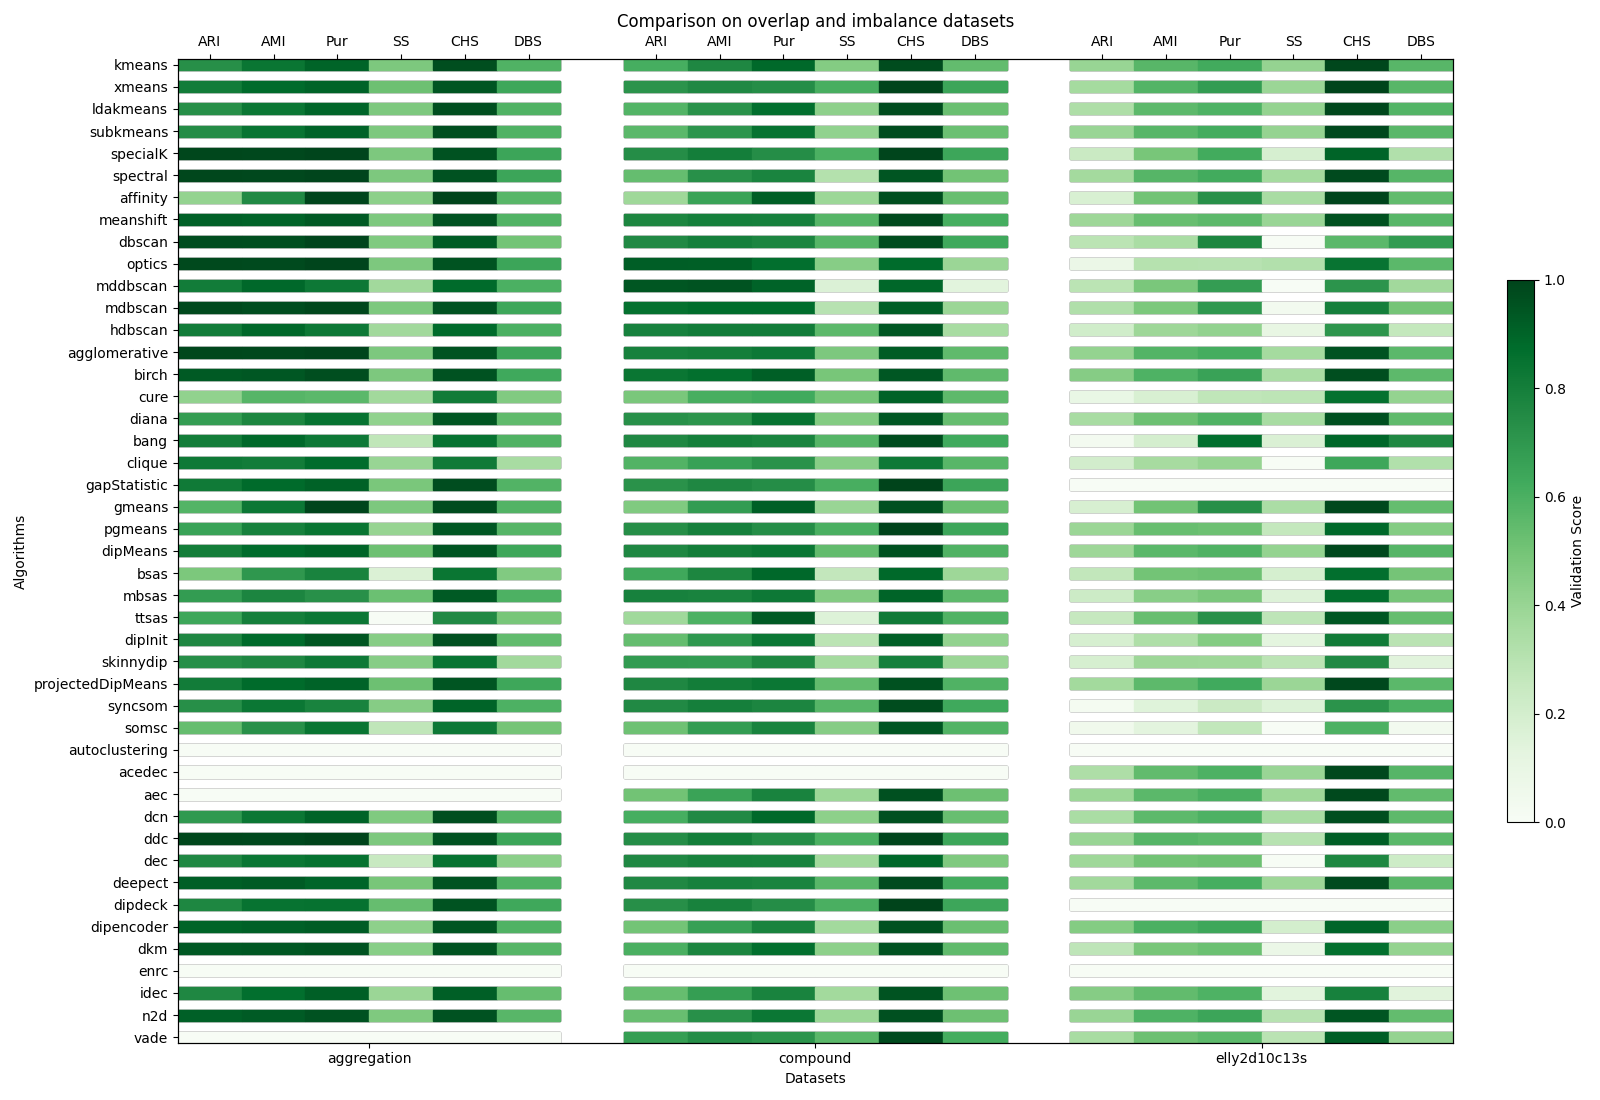 Comparison on overlap and imbalance datasets
ARI AMI Pur SS CHS DBS ARI AMI Pur SS CHS DBS ARI AMI Pur SS CHS DBS
kmeans
xmeans
ldakmeans
subkmeans
specialK
spectral
affinity
meanshift
dbscan
optics
mddbscan
mdbscan
hdbscan
agglomerative
birch
cure
diana
bang
clique
gapStatistic
gmeans
pgmeans
dipMeans
bsas
mbsas
ttsas
dipInit
skinnydip
projectedDipMeans
syncsom
somsc
autoclustering
acedec
aec
dcn
ddc
dec
deepect
dipdeck
dipencoder
dkm
enrc
idec
n2d
vade
Algorithms
aggregation compound elly2d10c13s
Datasets
1.0
0.8
0.6
0.4
0.2
0.0
Validation Score